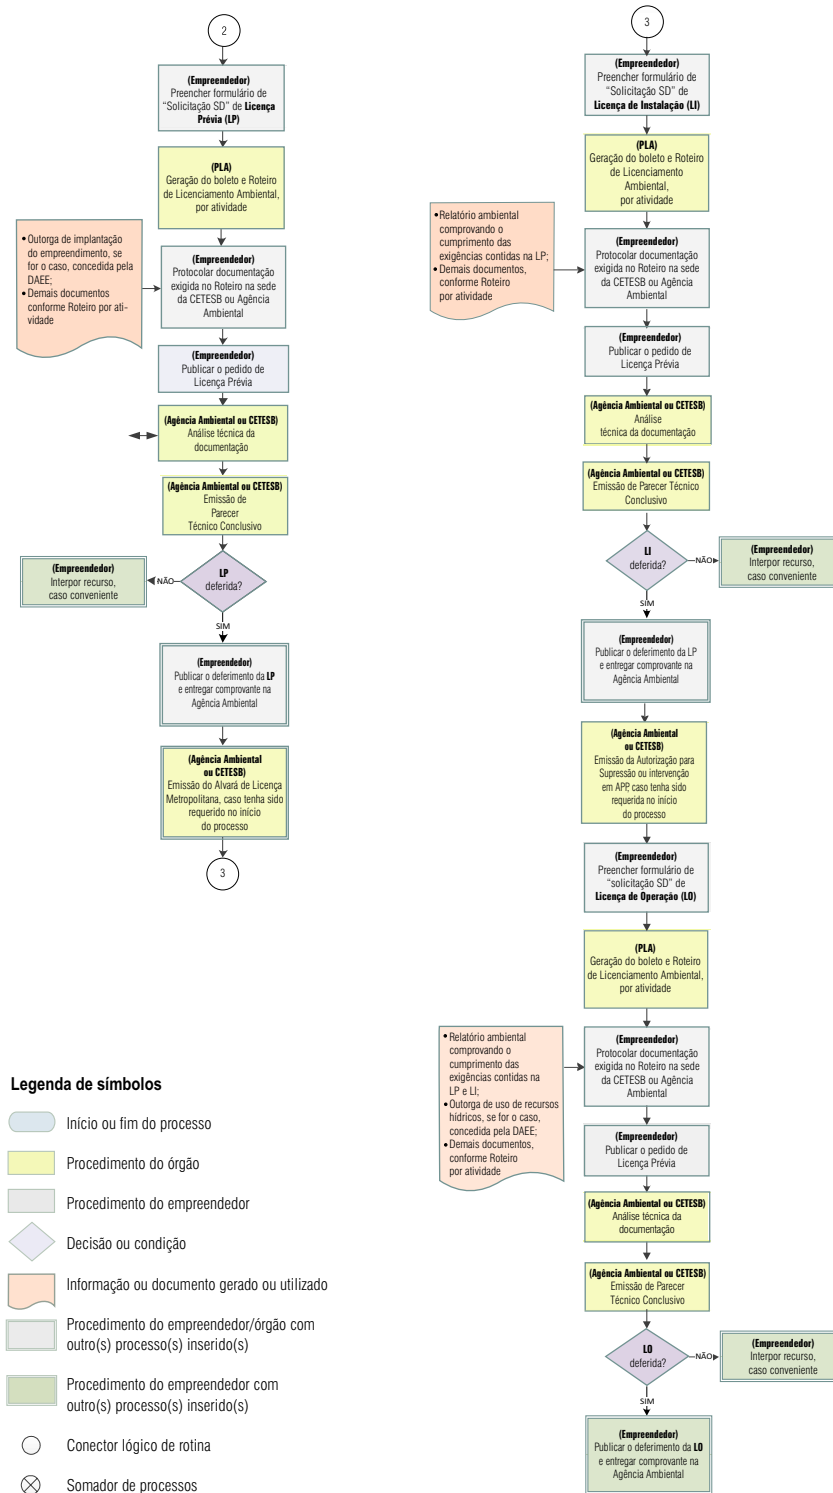 2
(Empreendedor)
Preencher formulário de
“Solicitação SD” de Licença
Prévia (LP)
(PLA)
Geração do boleto e Roteiro
de Licenciamento Ambiental,
por atividade
• Outorga de implantação
do empreendimento, se
for o caso, concedida pela
DAEE;
• Demais documentos
conforme Roteiro por ati-
vidade
(Empreendedor)
Protocolar documentação
exigida no Roteiro na sede
da CETESB ou Agência
Ambiental
(Empreendedor)
Publicar o pedido de
Licença Prévia
(Agência Ambiental ou CETESB)
Análise técnica da
documentação
(Agência Ambiental ou CETESB)
Emissão de
Parecer
Técnico Conclusivo
LP
deferida?
NÃO
(Empreendedor)
Interpor recurso,
caso conveniente
SIM
(Empreendedor)
Publicar o deferimento da LP
e entregar comprovante na
Agência Ambiental
(Agência Ambiental
ou CETESB)
Emissão do Alvará de Licença
Metropolitana, caso tenha sido
requerido no início
do processo
3
Legenda de símbolos
Início ou fim do processo
Procedimento do órgão
Procedimento do empreendedor
Decisão ou condição
Informação ou documento gerado ou utilizado
Procedimento do empreendedor/órgão com
outro(s) processo(s) inserido(s)
Procedimento do empreendedor com
outro(s) processo(s) inserido(s)
Conector lógico de rotina
Somador de processos
3
(Empreendedor)
Preencher formulário de
“Solicitação SD” de
Licença de Instalação (LI)
(PLA)
Geração do boleto e Roteiro
de Licenciamento
Ambiental,
por atividade
• Relatório ambiental
comprovando o
cumprimento das
exigências contidas na LP;
• Demais documentos,
conforme Roteiro
por atividade
(Empreendedor)
Protocolar documentação
exigida no Roteiro na sede
da CETESB ou Agência
Ambiental
(Empreendedor)
Publicar o pedido de
Licença Prévia
(Agência Ambiental ou CETESB)
Análise
técnica da documentação
(Agência Ambiental ou CETESB)
Emissão de Parecer Técnico
Conclusivo
LI
deferida?
NÃO
(Empreendedor)
Interpor recurso,
caso conveniente
SIM
(Empreendedor)
Publicar o deferimento da LP
e entregar comprovante na
Agência Ambiental
(Agência Ambiental
ou CETESB)
Emissão da Autorização para
Supressão ou intervenção
em APP, caso tenha sido
requerida no início
do processo
(Empreendedor)
Preencher formulário de
“solicitação SD” de
Licença de Operação (LO)
(PLA)
Geração do boleto e Roteiro
de Licenciamento Ambiental,
por atividade
• Relatório ambiental
comprovando o
cumprimento das
exigências contidas na
LP e LI;
• Outorga de uso de recursos
hídricos, se for o caso,
concedida pela DAEE;
• Demais documentos,
conforme Roteiro
por atividade
(Empreendedor)
Protocolar documentação
exigida no Roteiro na sede
da CETESB ou Agência
Ambiental
(Empreendedor)
Publicar o pedido de
Licença Prévia
(Agência Ambiental ou CETESB)
Análise técnica da
documentação
(Agência Ambiental ou CETESB)
Emissão de Parecer
Técnico Conclusivo
LO
deferida?
NÃO
(Empreendedor)
Interpor recurso,
caso conveniente
SIM
(Empreendedor)
Publicar o deferimento da LO
e entregar comprovante na
Agência Ambiental